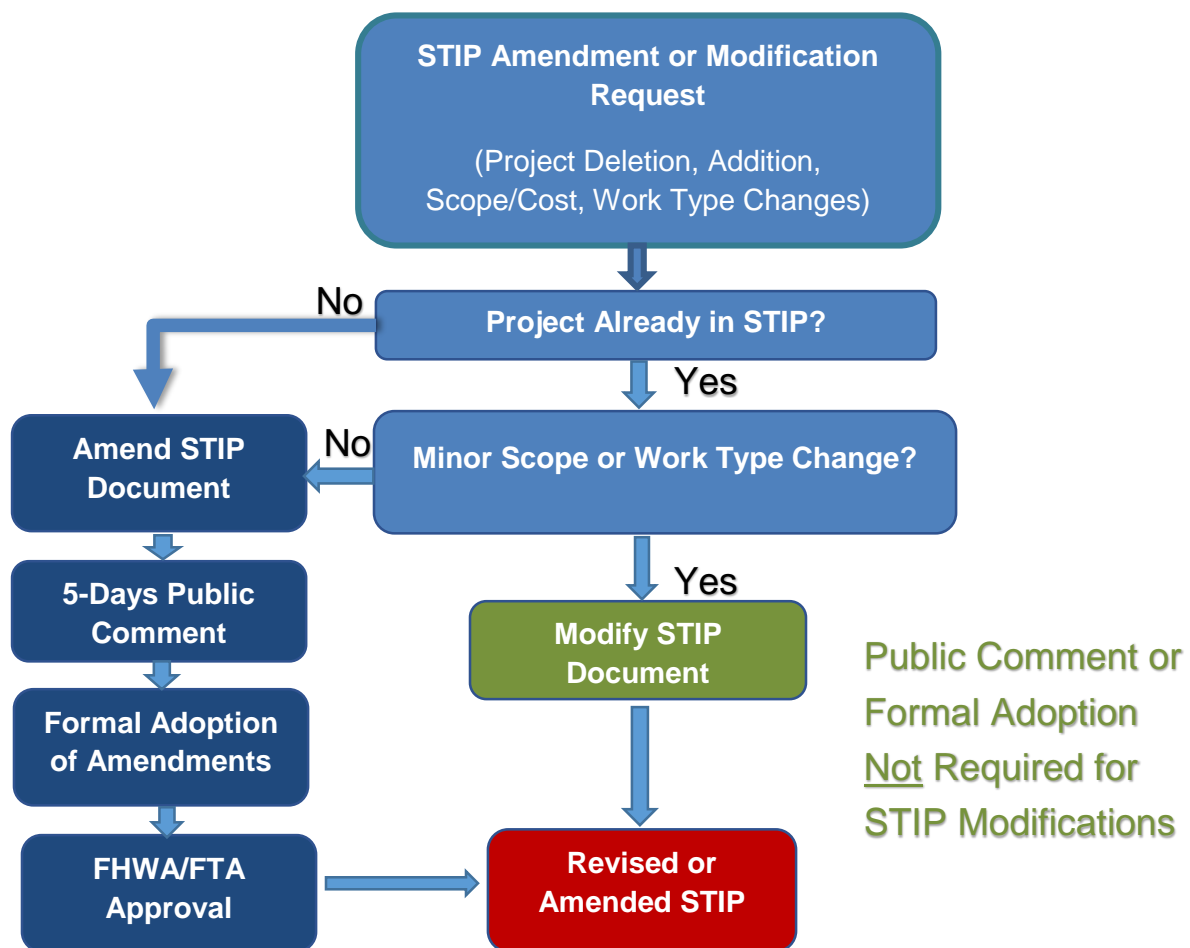 STIP Amendment or Modification
Request
(Project Deletion, Addition,
Scope/Cost, Work Type Changes)
No
Project Already in STIP?
Yes
Amend STIP
Document
No
Minor Scope or Work Type Change?
5-Days Public
Comment
Yes
Modify STIP
Document
Public Comment or
Formal Adoption
Not Required for
STIP Modifications
Formal Adoption
of Amendments
FHWA/FTA
Approval
Revised or
Amended STIP